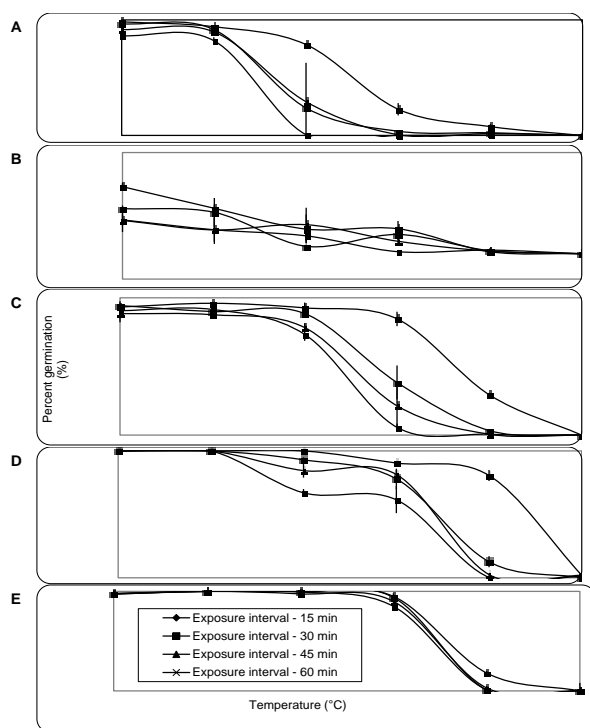 A
B
C
Percent germination
(%)
D
E
Exposure interval - 15 min
Exposure interval - 30 min
Exposure interval - 45 min
Exposure interval - 60 min
Temperature (°C)